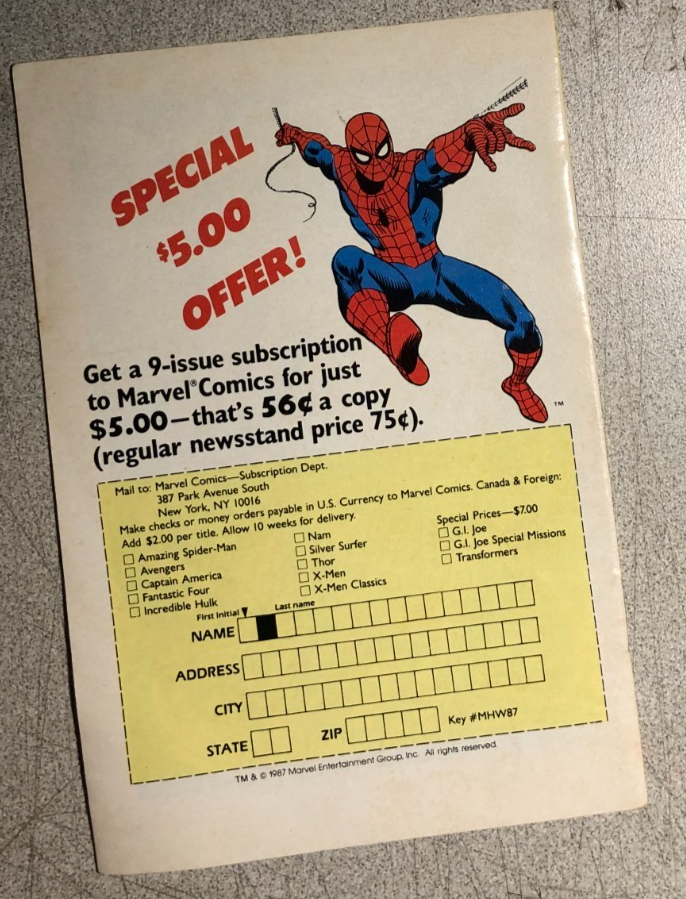 SPECIAL
$5.00
OFFER!
Get a 9-issue subscription
to Marvel® Comics for just
$5.00—that's 56¢ a copy
(regular newsstand price 75¢).
TM
Mail to: Marvel Comics—Subscription Dept.
387 Park Avenue South
New York, NY 10016
Make checks or money orders payable in U.S. Currency to Marvel Comics. Canada & Foreign:
Add $2.00 per title. Allow 10 weeks for delivery.
☐ Amazing Spider-Man
☐ Avengers
☐ Captain America
☐ Fantastic Four
☐ Incredible Hulk
☐ Nam
☐ Silver Surfer
☐ Thor
☐ X-Men
☐ X-Men Classics
Special Prices—$7.00
☐ G.I. Joe
☐ G.I. Joe Special Missions
☐ Transformers
First Initial Last name
NAME
ADDRESS
CITY
STATE ZIP Key #MHW87
TM & © 1987 Marvel Entertainment Group, Inc. All rights reserved.